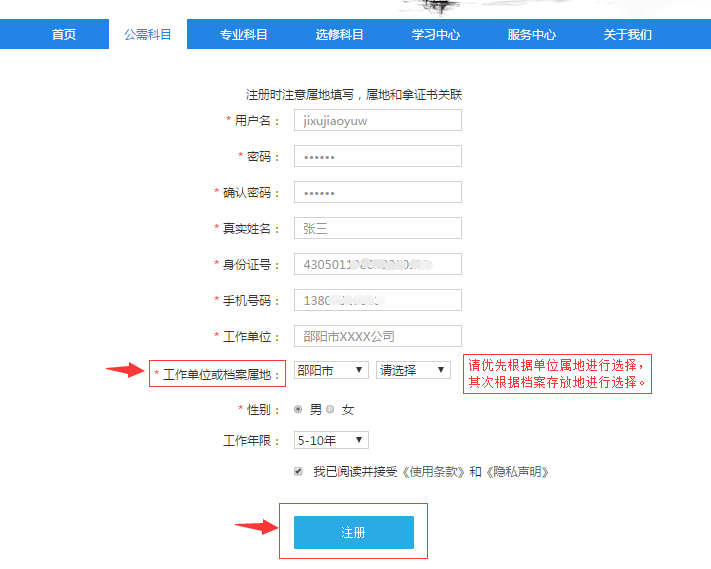 首页 公需科目 专业科目 选修科目 学习中心 服务中心 关于我们
注册时注意属地填写，属地和拿证书关联
* 用户名： jixujiaoyuw
* 密码： ••••••
* 确认密码： ••••••
* 真实姓名： 张三
* 身份证号： 4305011
* 手机号码： 1380
* 工作单位： 邵阳市XXXX公司
* 工作单位或档案属地： 邵阳市 请选择
请优先根据单位属地进行选择，
其次根据档案存放地进行选择。
* 性别： 男 女
工作年限： 5-10年
我已阅读并接受《使用条款》和《隐私声明》
注册